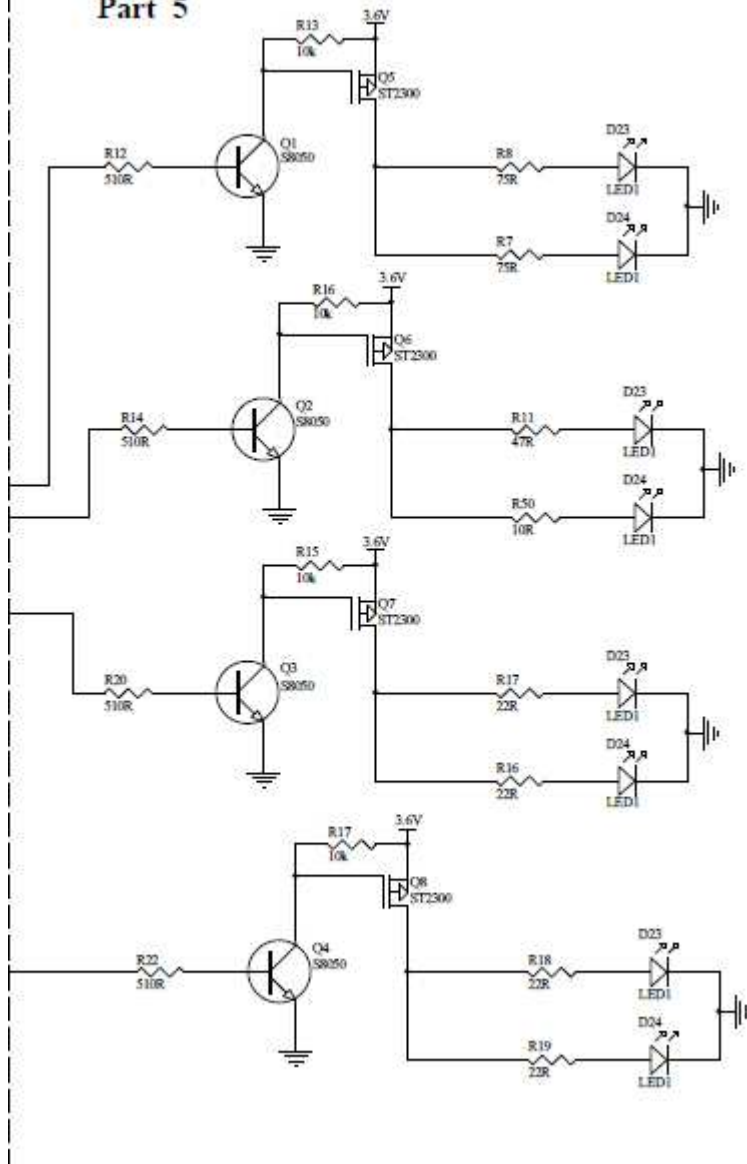 Part 5
3.6V
R13
10k
Q5
ST2300
Q1
S8050
R12
510R
R8
75R
D23
LED1
R7
75R
D24
LED1
3.6V
R16
10k
Q6
ST2300
Q2
S8050
R14
510R
R11
47R
D23
LED1
R50
10R
D24
LED1
3.6V
R15
10k
Q7
ST2300
Q3
S8050
R20
510R
R17
22R
D23
LED1
R16
22R
D24
LED1
3.6V
R17
10k
Q8
ST2300
Q4
S8050
R22
510R
R18
22R
D23
LED1
R19
22R
D24
LED1